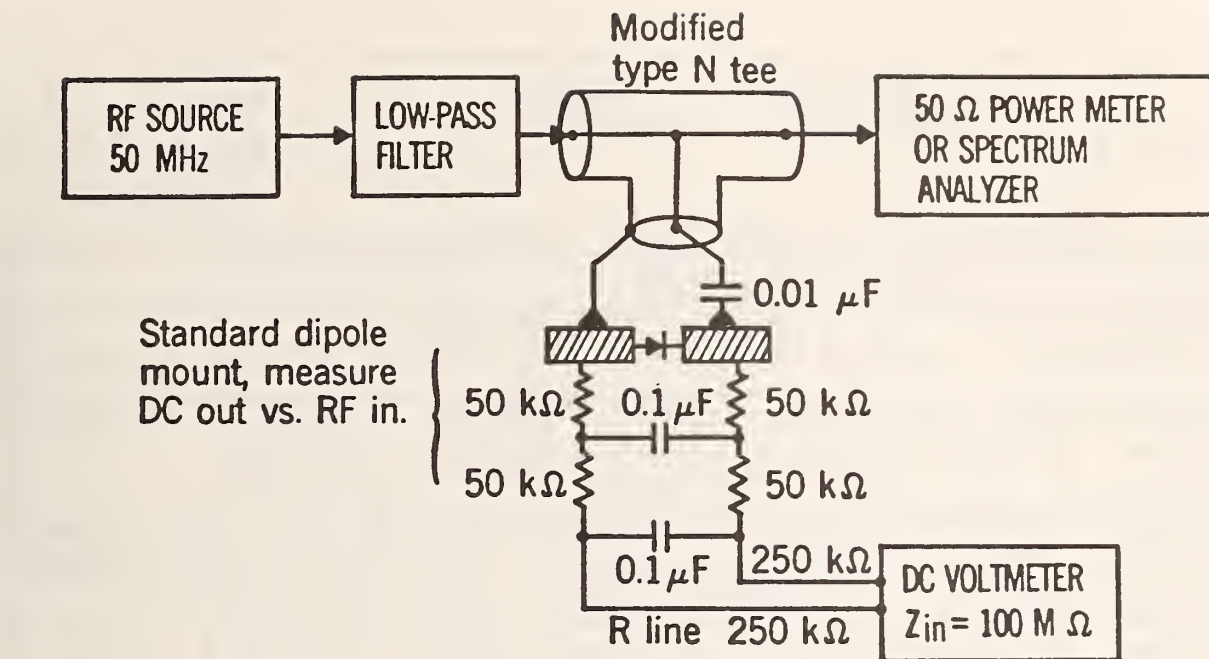 Modified
type N tee
RF SOURCE
50 MHz
LOW-PASS
FILTER
50 Ω POWER METER
OR SPECTRUM
ANALYZER
0.01 μF
Standard dipole
mount, measure
DC out vs. RF in.
50 kΩ
0.1 μF
50 kΩ
50 kΩ
50 kΩ
0.1 μF
250 kΩ
R line 250 kΩ
DC VOLTMETER
Zin = 100 M Ω